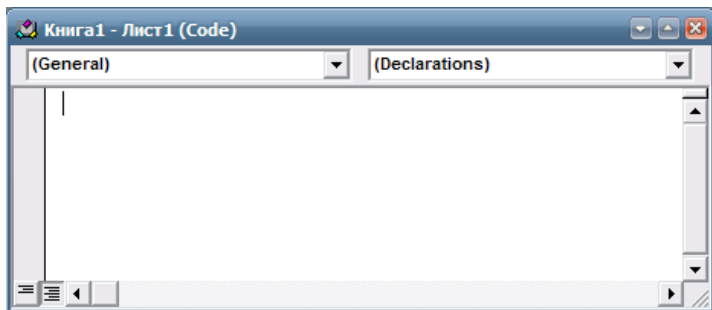 Книга1 - Лист1 (Code)
(General) (Declarations)